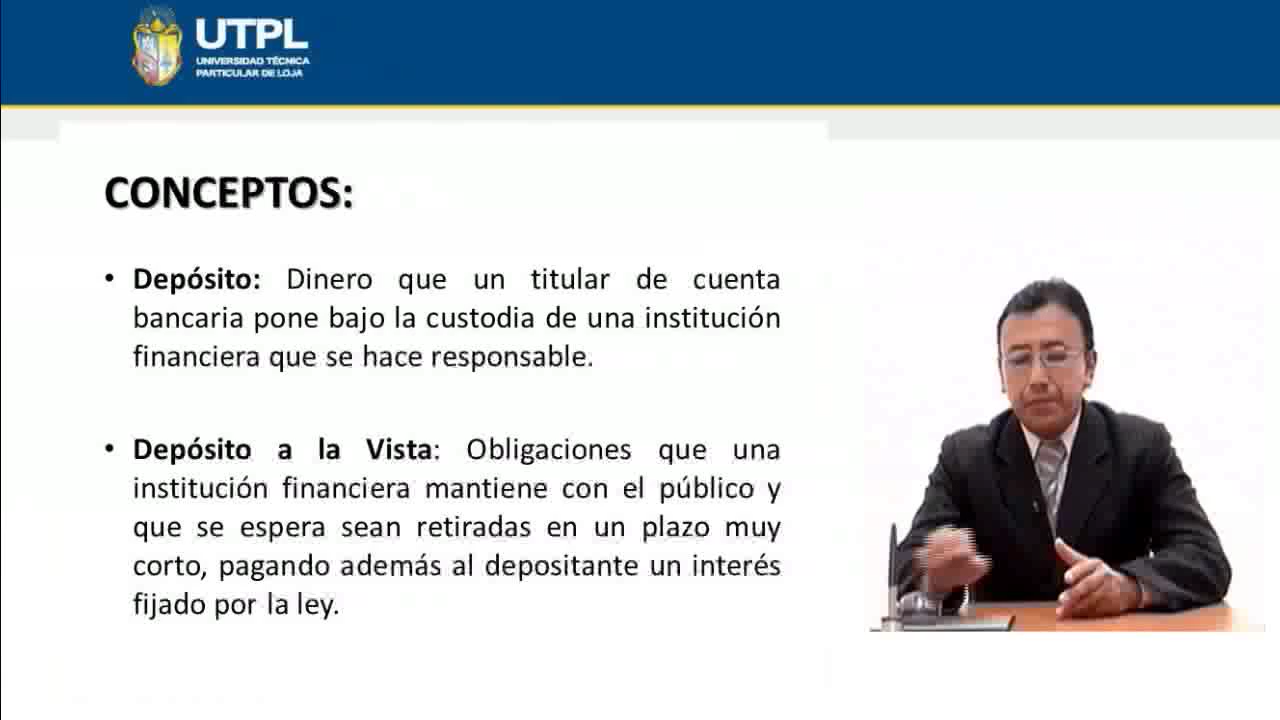 UTPL
UNIVERSIDAD TÉCNICA
PARTICULAR DE LOJA
CONCEPTOS:
• Depósito: Dinero que un titular de cuenta
bancaria pone bajo la custodia de una institución
financiera que se hace responsable.
• Depósito a la Vista: Obligaciones que una
institución financiera mantiene con el público y
que se espera sean retiradas en un plazo muy
corto, pagando además al depositante un interés
fijado por la ley.